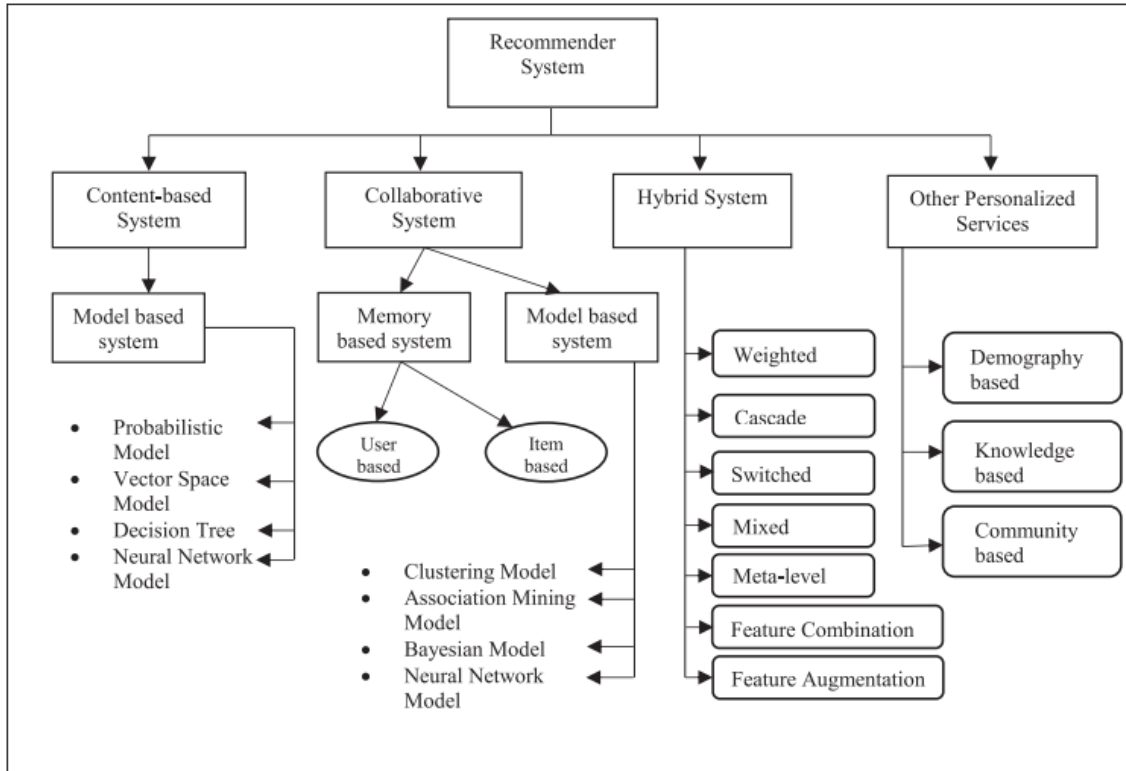 Recommender
System
Content-based
System
Collaborative
System
Hybrid System
Other Personalized
Services
Model based
system
Memory
based system
Model based
system
Weighted
Cascade
Switched
Mixed
Meta-level
Feature Combination
Feature Augmentation
Demography
based
Knowledge
based
Community
based
• Probabilistic
Model
• Vector Space
Model
• Decision Tree
• Neural Network
Model
User
based
Item
based
• Clustering Model
• Association Mining
Model
• Bayesian Model
• Neural Network
Model